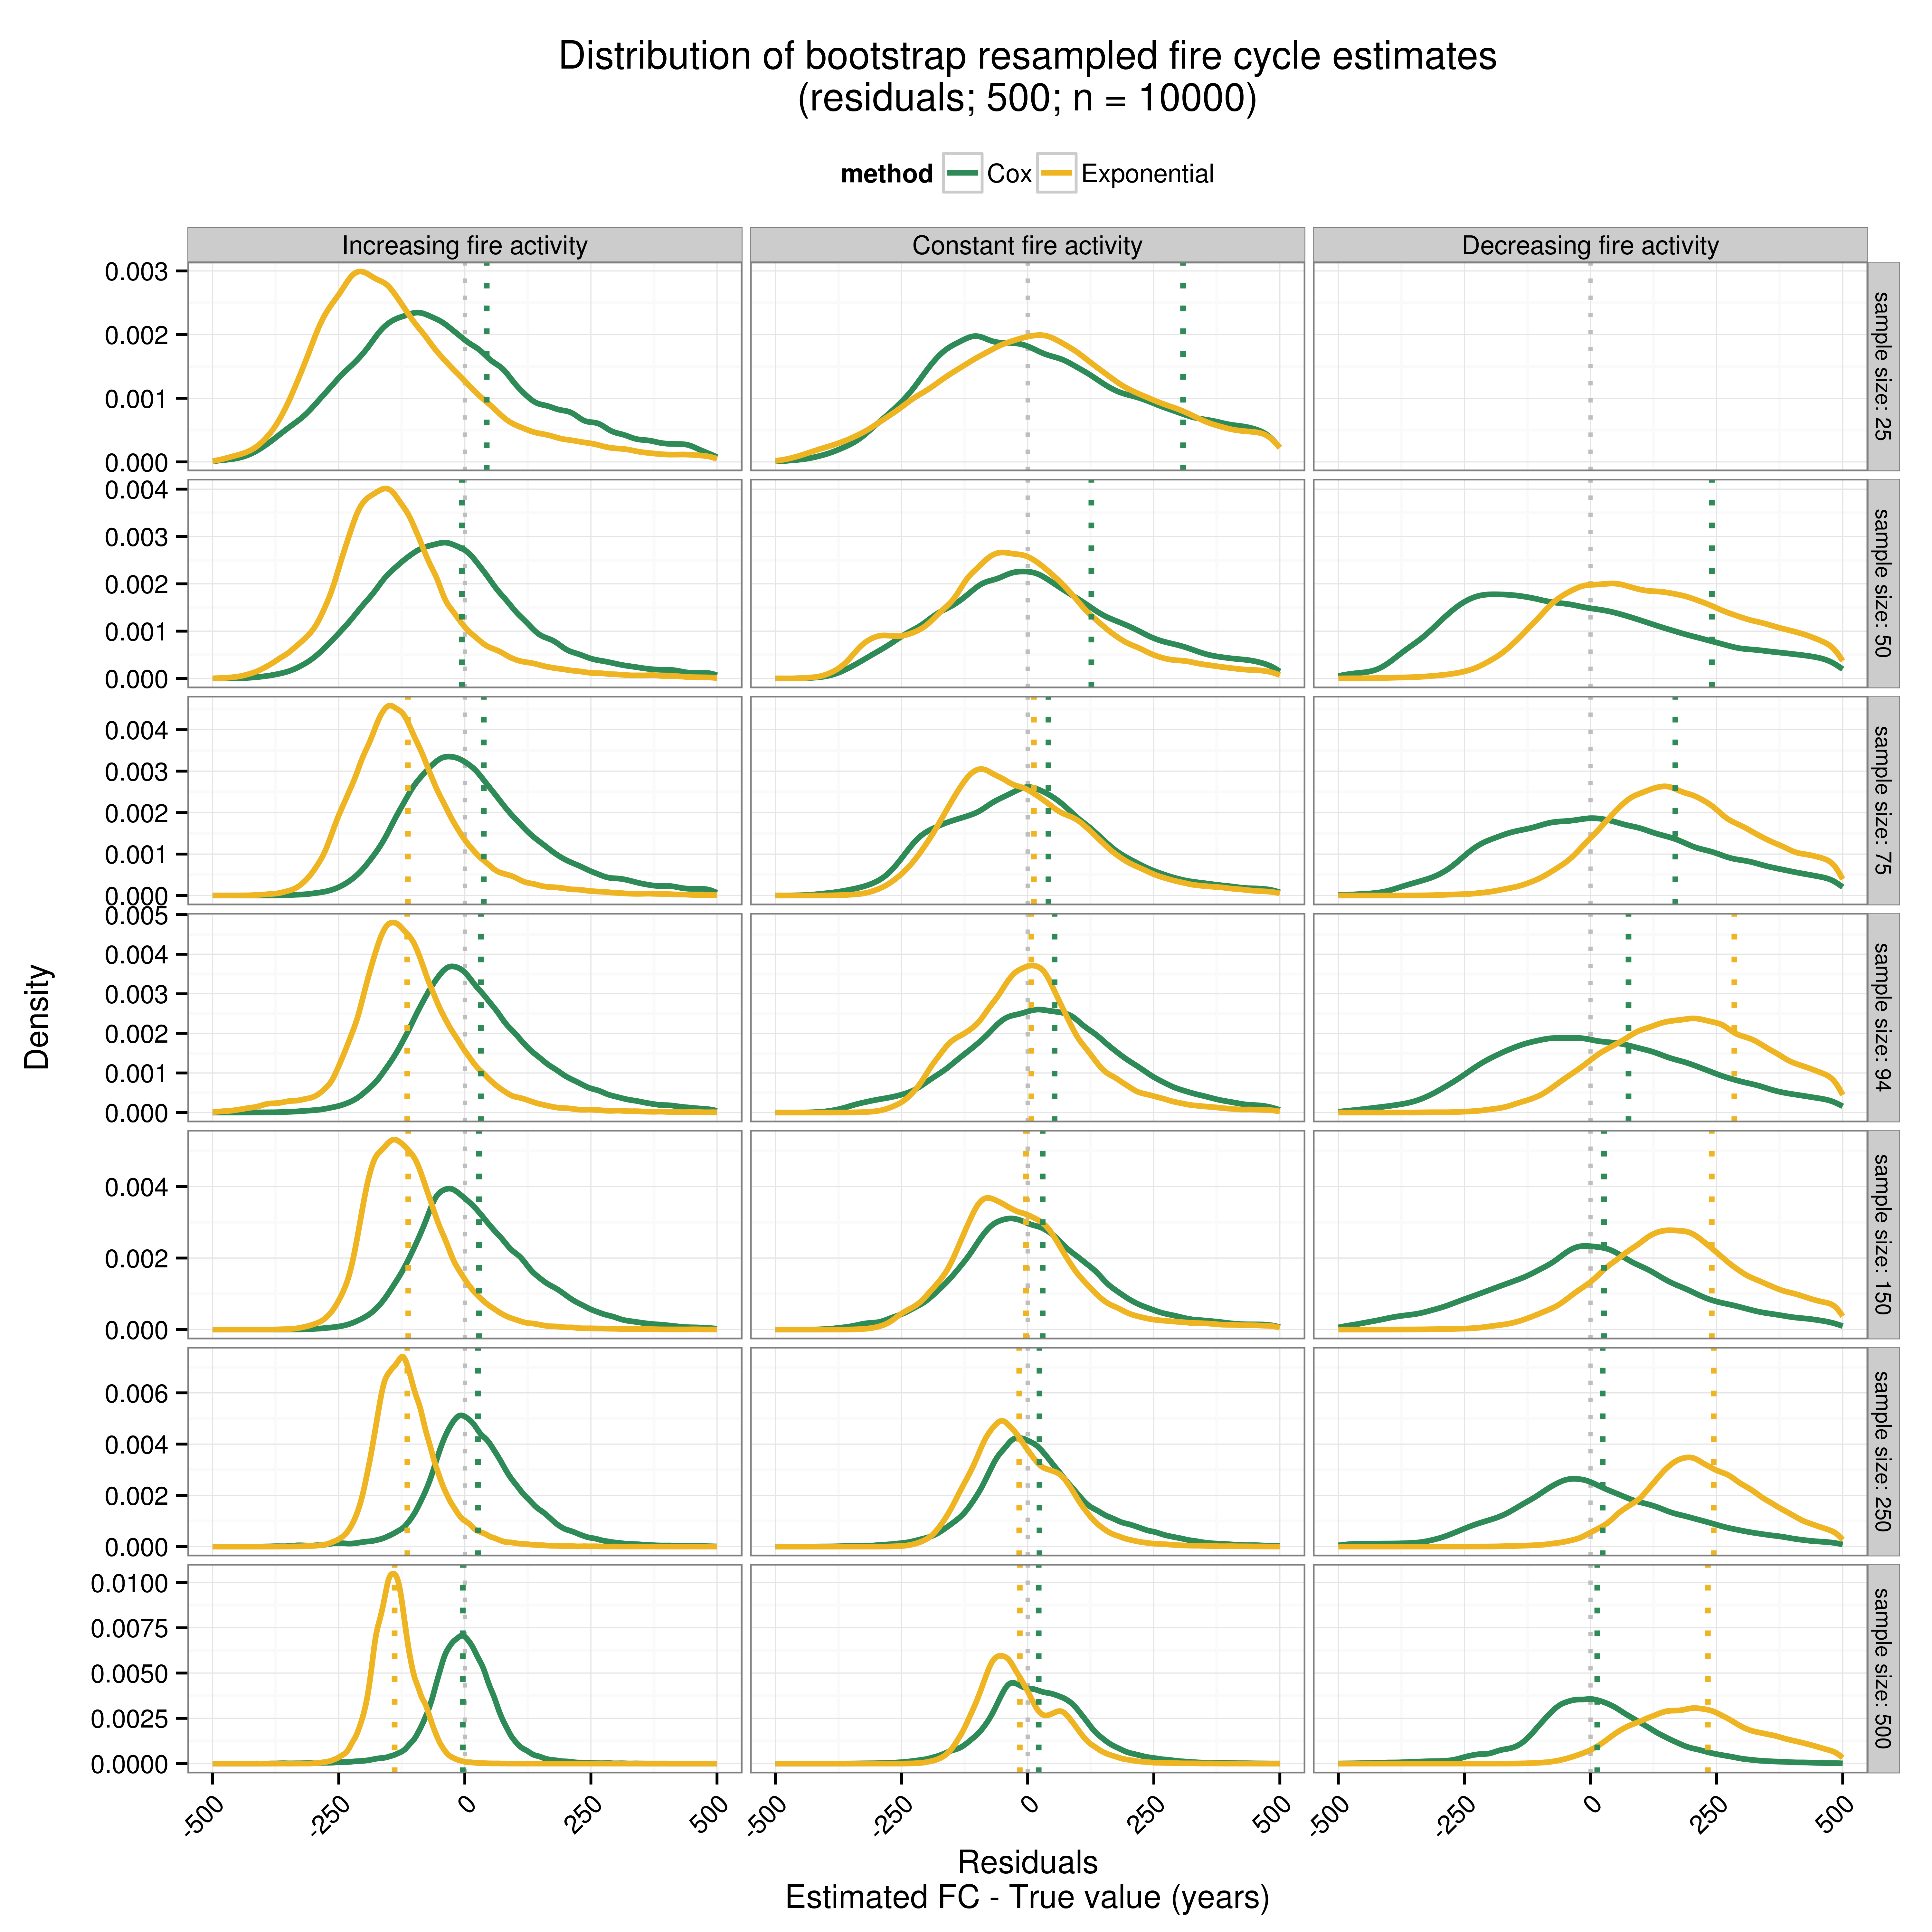 Distribution of bootstrap resampled fire cycle estimates
(residuals; 500; n = 10000)
method Cox Exponential
Increasing fire activity Constant fire activity Decreasing fire activity
0.003
0.002
0.001
0.000
sample size: 25
0.004
0.003
0.002
0.001
0.000
sample size: 50
0.004
0.003
0.002
0.001
0.000
sample size: 75
0.005
0.004
0.003
0.002
0.001
0.000
sample size: 94
0.004
0.002
0.000
sample size: 150
0.006
0.004
0.002
0.000
sample size: 250
0.0100
0.0075
0.0050
0.0025
0.0000
sample size: 500
Density
-500 -250 0 250 500 -500 -250 0 250 500 -500 -250 0 250 500
Residuals
Estimated FC - True value (years)